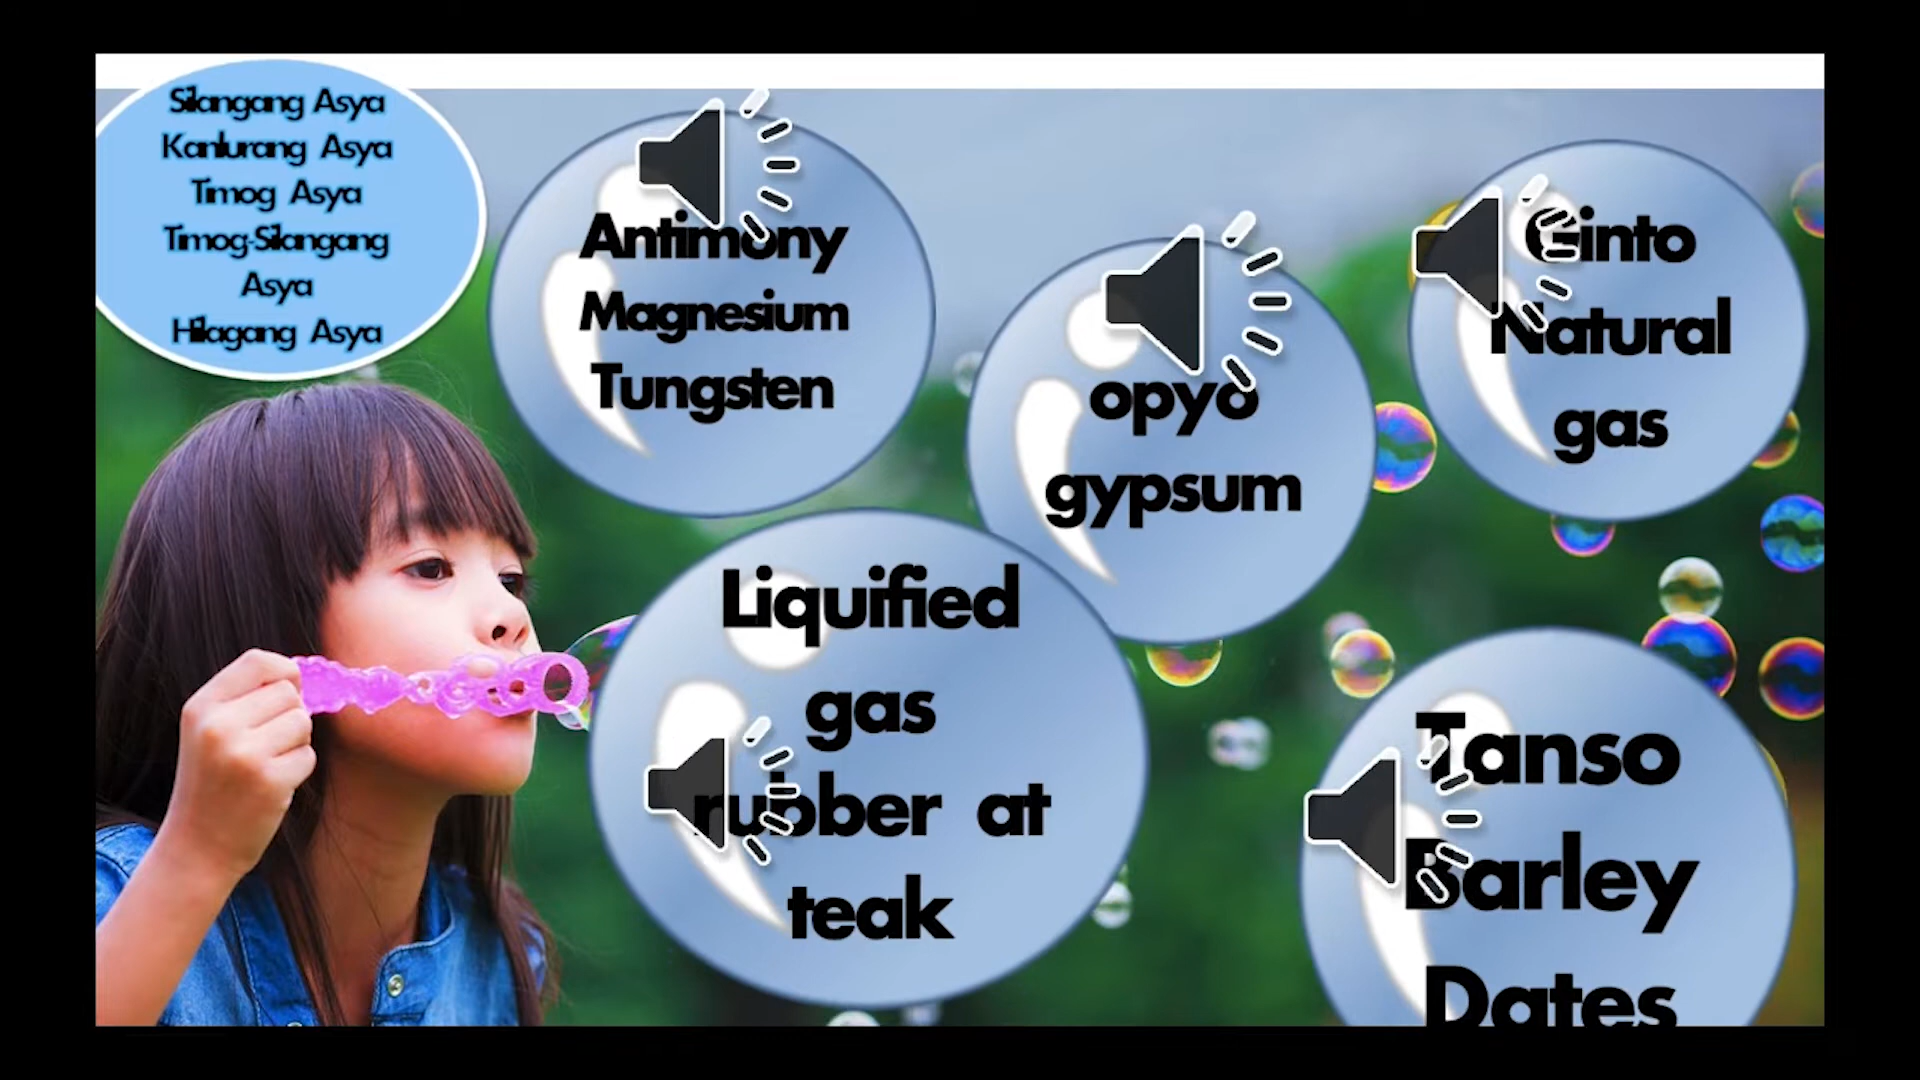 Silangang Asya
Kanlurang Asya
Timog Asya
Timog-Silangang
Asya
Hilagang Asya
Antimony
Magnesium
Tungsten
opyo
gypsum
Ginto
Natural
gas
Liquified
gas
rubber at
teak
Tanso
Barley
Dates